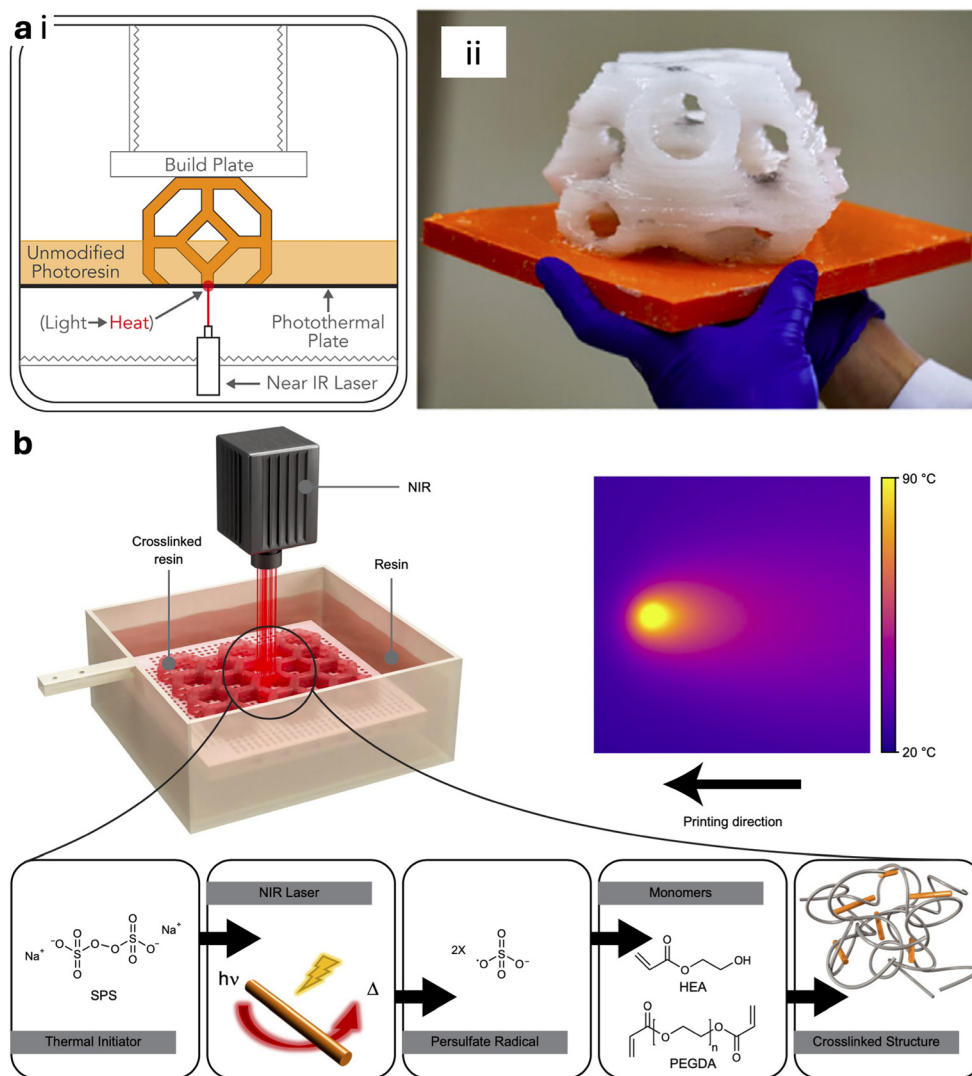 a i
ii
Build Plate
Unmodified
Photoresin
(Light→Heat)
Photothermal
Plate
Near IR Laser
b
NIR
Crosslinked
resin
Resin
90 °C
20 °C
Printing direction
NIR Laser
Monomers
Na⁺
⁻O
S
O
O
O
O
S
O
O
O⁻
Na⁺
SPS
hν
Δ
2X
·O
S
O
O
O⁻
O
O
OH
HEA
O
O
O
n
O
O
PEGDA
Thermal Initiator
Persulfate Radical
Crosslinked Structure